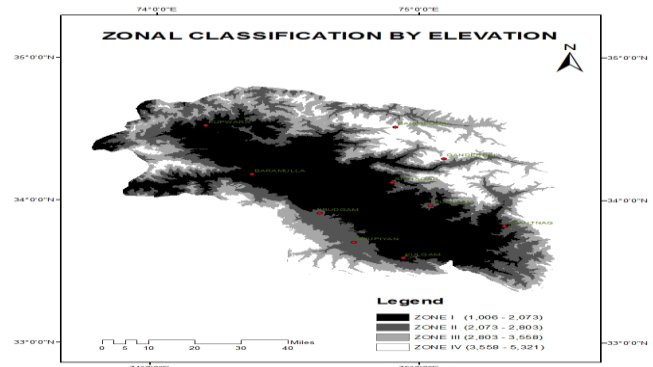 74°0'0"E 75°0'0"E
ZONAL CLASSIFICATION BY ELEVATION
N
35°0'0"N 35°0'0"N
KUPWARA
BARAMULLA
34°0'0"N 34°0'0"N
BUDGAM
KULGAM
Legend
ZONE I (1,006 - 2,073)
ZONE II (2,073 - 2,803)
ZONE III (2,803 - 3,558)
ZONE IV (3,558 - 5,321)
Miles
0 5 10 20 30 40
33°0'0"N 33°0'0"N